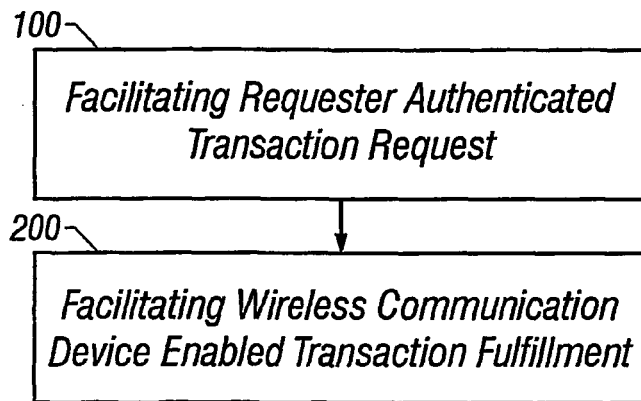 100
Facilitating Requester Authenticated
Transaction Request
200
Facilitating Wireless Communication
Device Enabled Transaction Fulfillment